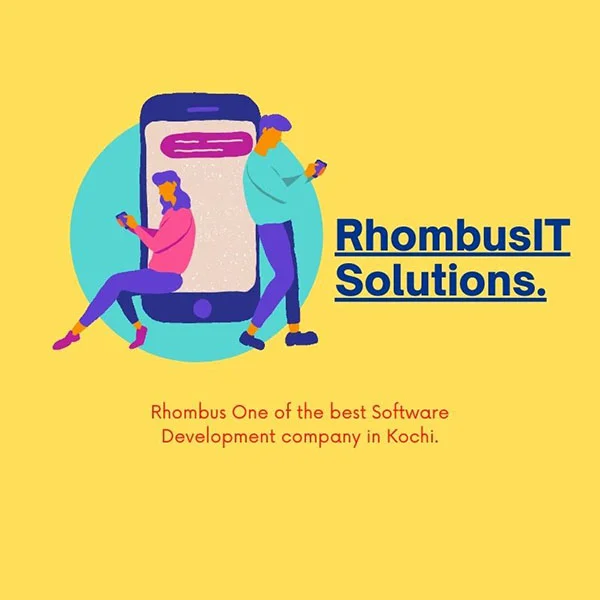 RhombusIT
Solutions.
Rhombus One of the best Software
Development company in Kochi.